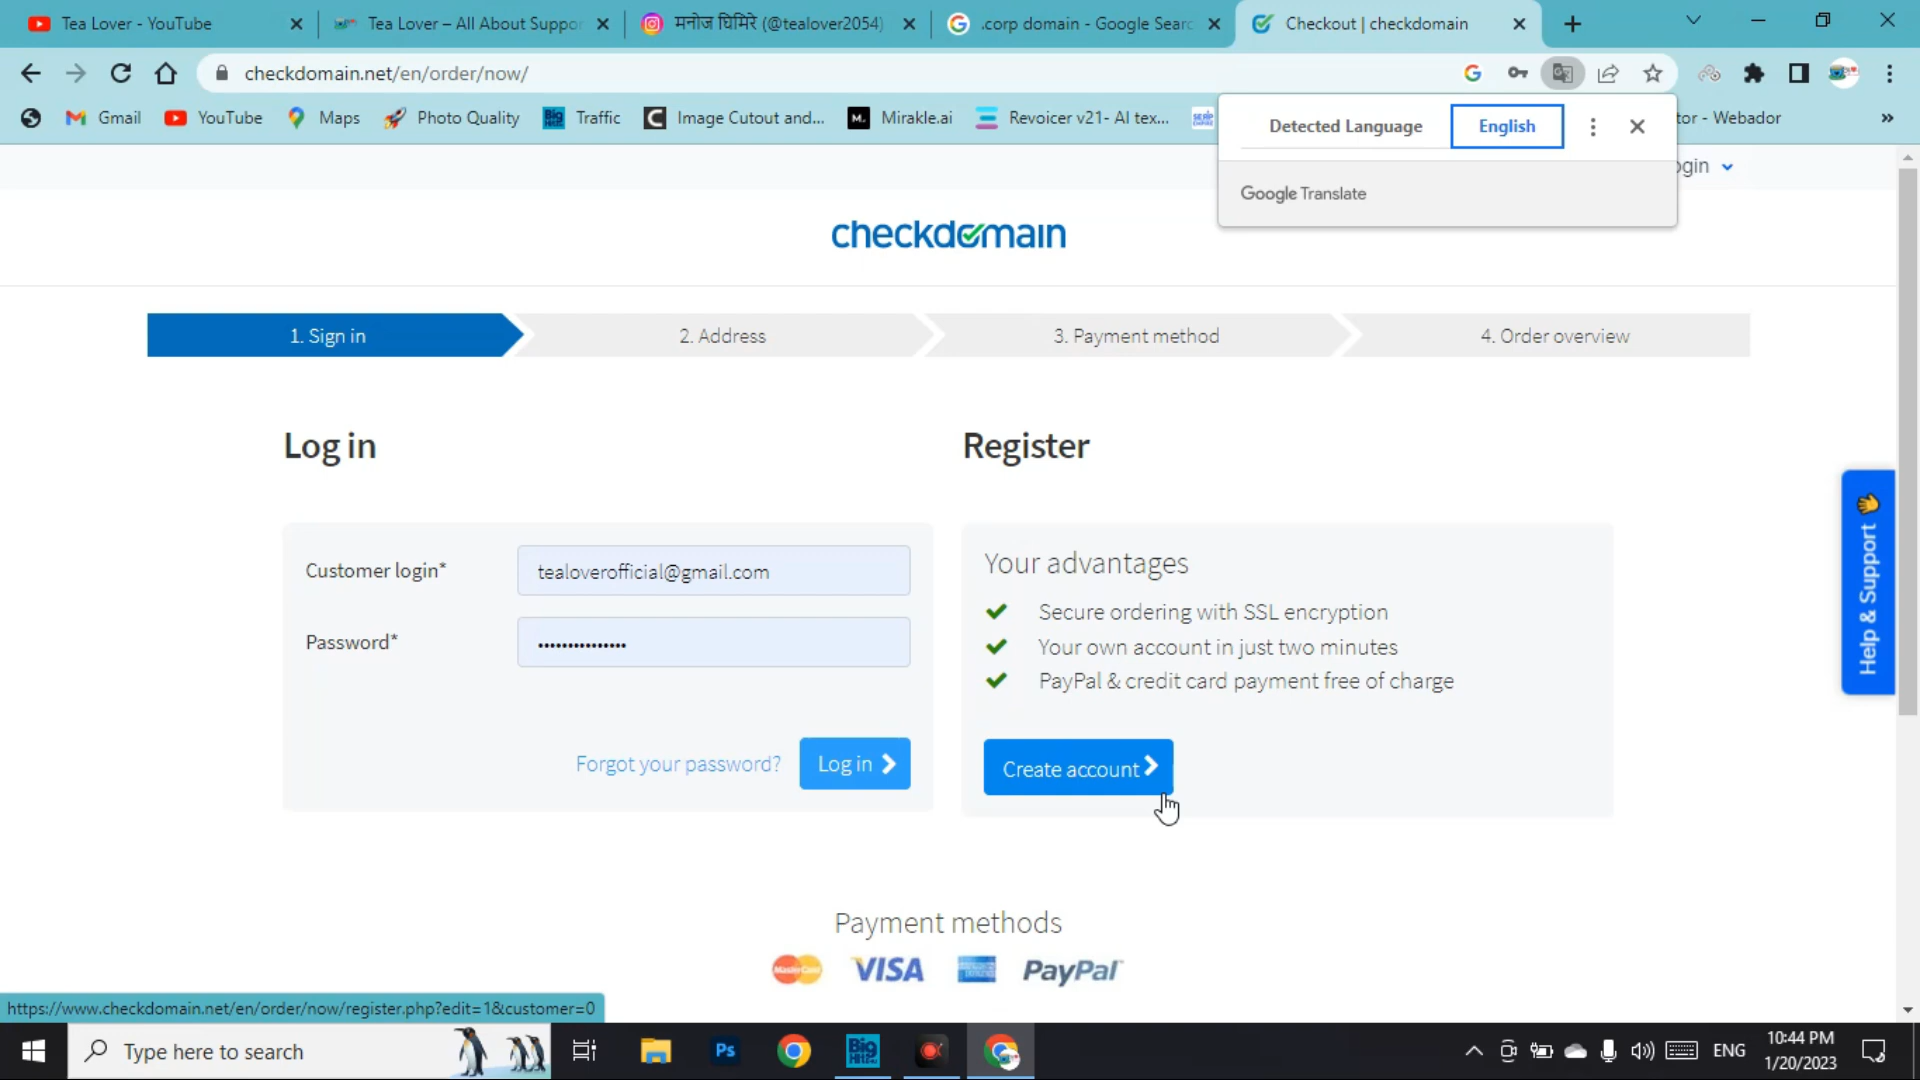 Tea Lover - YouTube
Tea Lover – All About Suppor
मनोज घिमिरे (@tealover2054)
.corp domain - Google Searc
Checkout | checkdomain
checkdomain.net/en/order/now/
Gmail
YouTube
Maps
Photo Quality
Traffic
Image Cutout and...
Mirakle.ai
Revoicer v21- AI tex...
tor - Webador
Detected Language
English
Google Translate
ogin
checkdomain
1. Sign in
2. Address
3. Payment method
4. Order overview
Log in
Register
Customer login*
tealoverofficial@gmail.com
Password*
Forgot your password?
Log in
Your advantages
Secure ordering with SSL encryption
Your own account in just two minutes
PayPal & credit card payment free of charge
Create account
Help & Support
Payment methods
MasterCard
VISA
PayPal
https://www.checkdomain.net/en/order/now/register.php?edit=1&customer=0
Type here to search
Ps
ENG
10:44 PM
1/20/2023